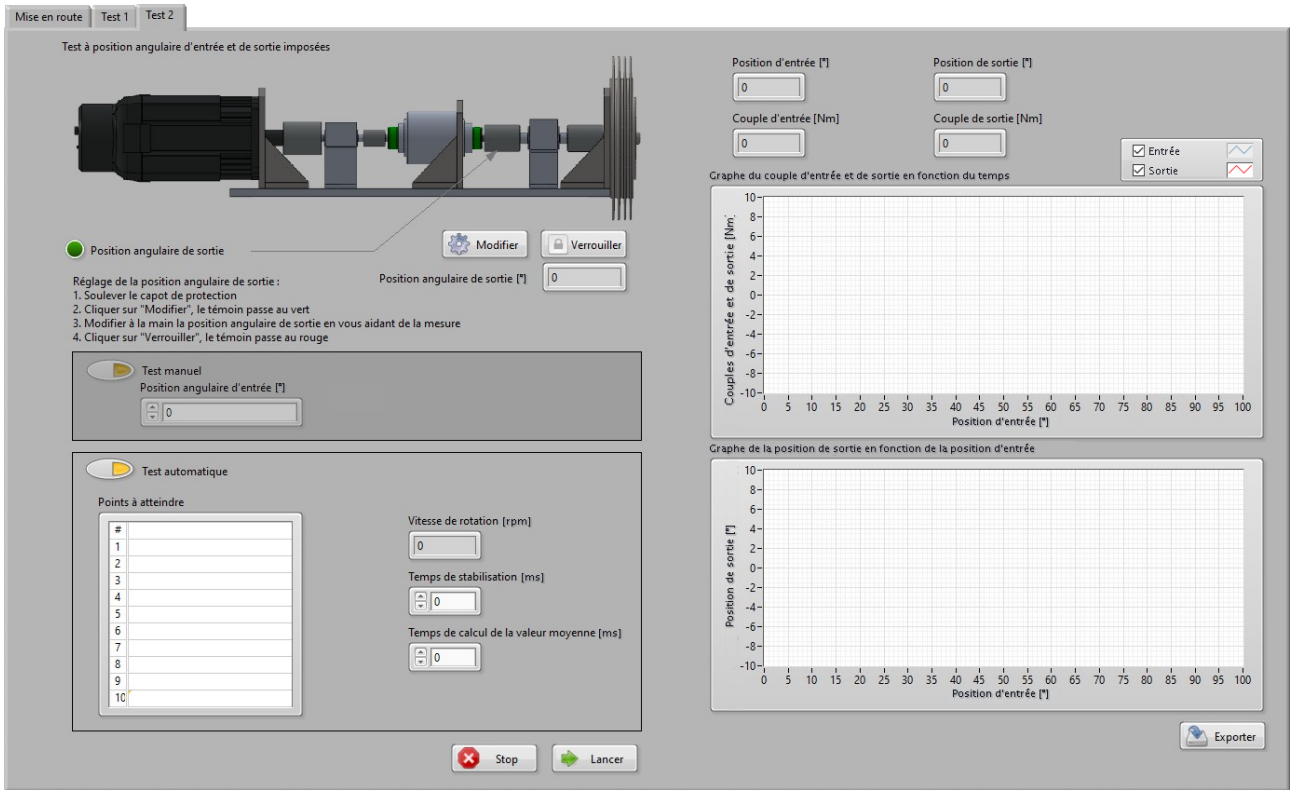 Mise en route
Test 1
Test 2
Test à position angulaire d'entrée et de sortie imposées
Position angulaire de sortie
Modifier
Verrouiller
Position angulaire de sortie [°]
0
Réglage de la position angulaire de sortie :
1. Soulever le capot de protection
2. Cliquer sur "Modifier", le témoin passe au vert
3. Modifier à la main la position angulaire de sortie en vous aidant de la mesure
4. Cliquer sur "Verrouiller", le témoin passe au rouge
Test manuel
Position angulaire d'entrée [°]
0
Test automatique
Points à atteindre
#
1
2
3
4
5
6
7
8
9
10
Vitesse de rotation [rpm]
0
Temps de stabilisation [ms]
0
Temps de calcul de la valeur moyenne [ms]
0
Stop
Lancer
Position d'entrée [°]
0
Position de sortie [°]
0
Couple d'entrée [Nm]
0
Couple de sortie [Nm]
0
Entrée
Sortie
Graphe du couple d'entrée et de sortie en fonction du temps
Couples d'entrée et de sortie [Nm]
10
8
6
4
2
0
-2
-4
-6
-8
-10
0 5 10 15 20 25 30 35 40 45 50 55 60 65 70 75 80 85 90 95 100
Position d'entrée [°]
Graphe de la position de sortie en fonction de la position d'entrée
Position de sortie [°]
10
8
6
4
2
0
-2
-4
-6
-8
-10
0 5 10 15 20 25 30 35 40 45 50 55 60 65 70 75 80 85 90 95 100
Position d'entrée [°]
Exporter